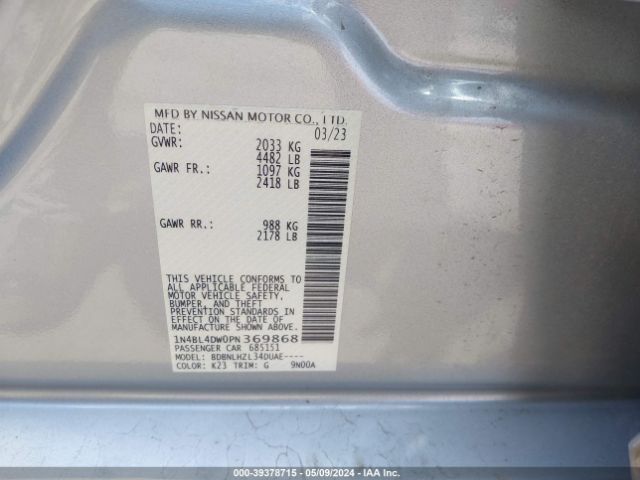 MFD BY NISSAN MOTOR CO., LTD.
DATE: 03/23
GVWR: 2033 KG
4482 LB
GAWR FR.: 1097 KG
2418 LB
GAWR RR.: 988 KG
2178 LB
THIS VEHICLE CONFORMS TO
ALL APPLICABLE FEDERAL
MOTOR VEHICLE SAFETY,
BUMPER, AND THEFT
PREVENTION STANDARDS IN
EFFECT ON THE DATE OF
MANUFACTURE SHOWN ABOVE.
1N4BL4DW0PN369868
PASSENGER CAR 685151
MODEL: BDBNLHZL34DUAE----
COLOR: K23 TRIM: G 9N00A
000-39378715 - 05/09/2024 - IAA Inc.